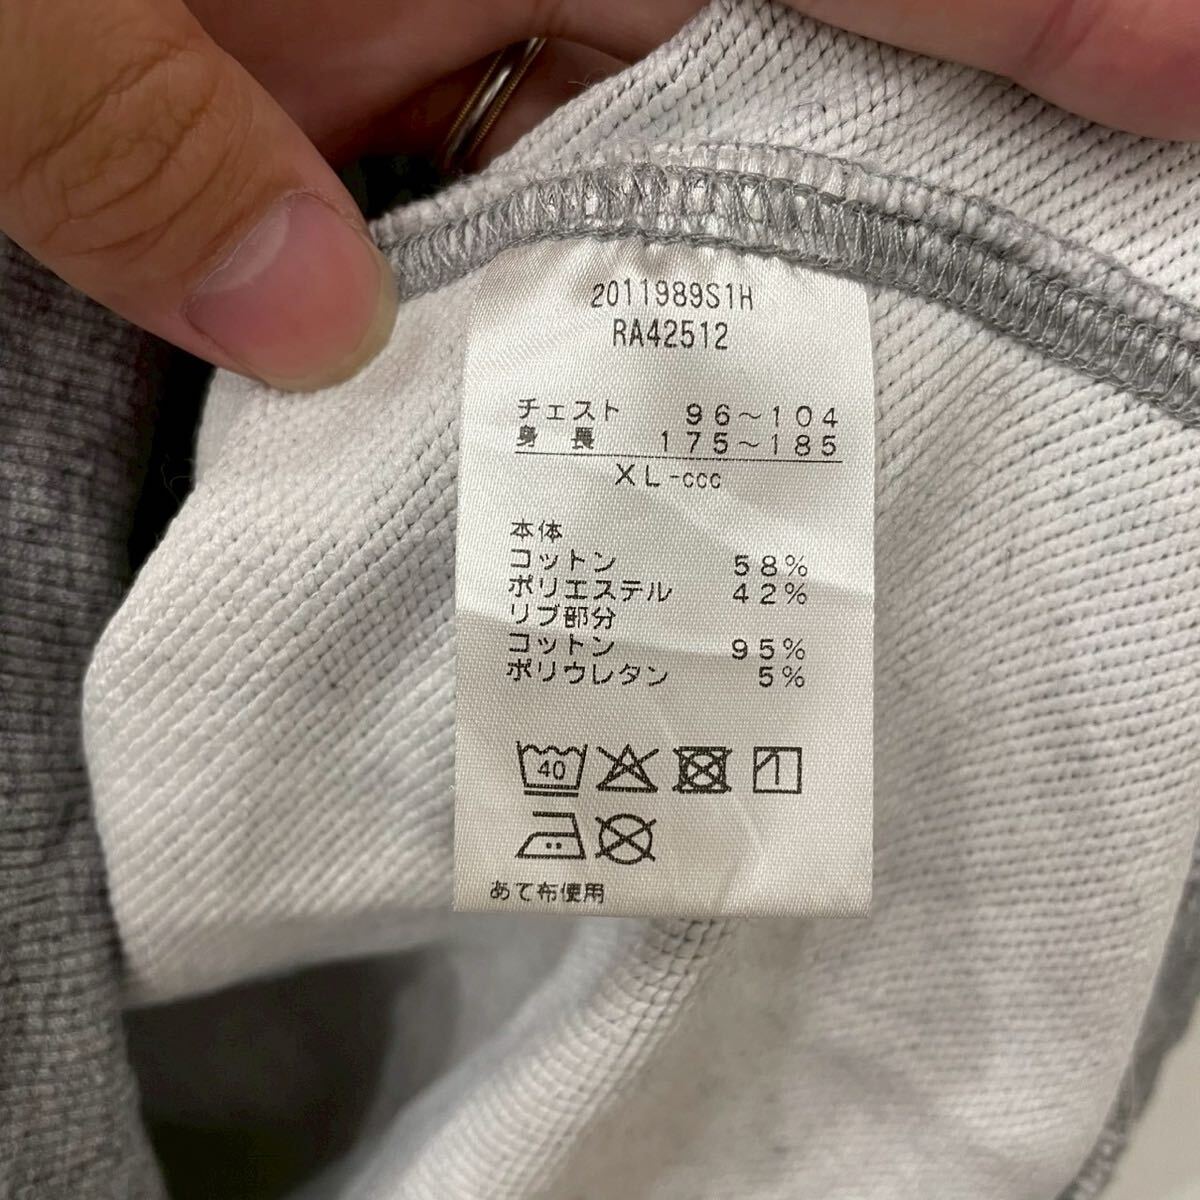 2011989S1H
RA42512
チェスト 96～104
身長 175～185
XL-ccc
本体
コットン 58%
ポリエステル 42%
リブ部分
コットン 95%
ポリウレタン 5%
40
あて布使用